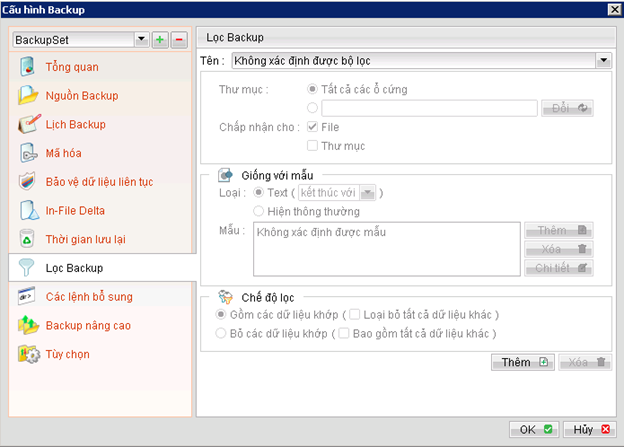 Cấu hình Backup
BackupSet
Tổng quan
Nguồn Backup
Lịch Backup
Mã hóa
Bảo vệ dữ liệu liên tục
In-File Delta
Thời gian lưu lại
Lọc Backup
Các lệnh bổ sung
Backup nâng cao
Tùy chọn
Lọc Backup
Tên : Không xác định được bộ lọc
Thư mục : Tất cả các ổ cứng
Đổi
Chấp nhận cho : File
Thư mục
Giống với mẫu
Loại : Text ( kết thúc với )
Hiện thông thường
Mẫu : Không xác định được mẫu
Thêm
Xóa
Chi tiết
Chế độ lọc
Gồm các dữ liệu khớp ( Loại bỏ tất cả dữ liệu khác )
Bỏ các dữ liệu khớp ( Bao gồm tất cả dữ liệu khác )
Thêm Xóa
OK Hủy